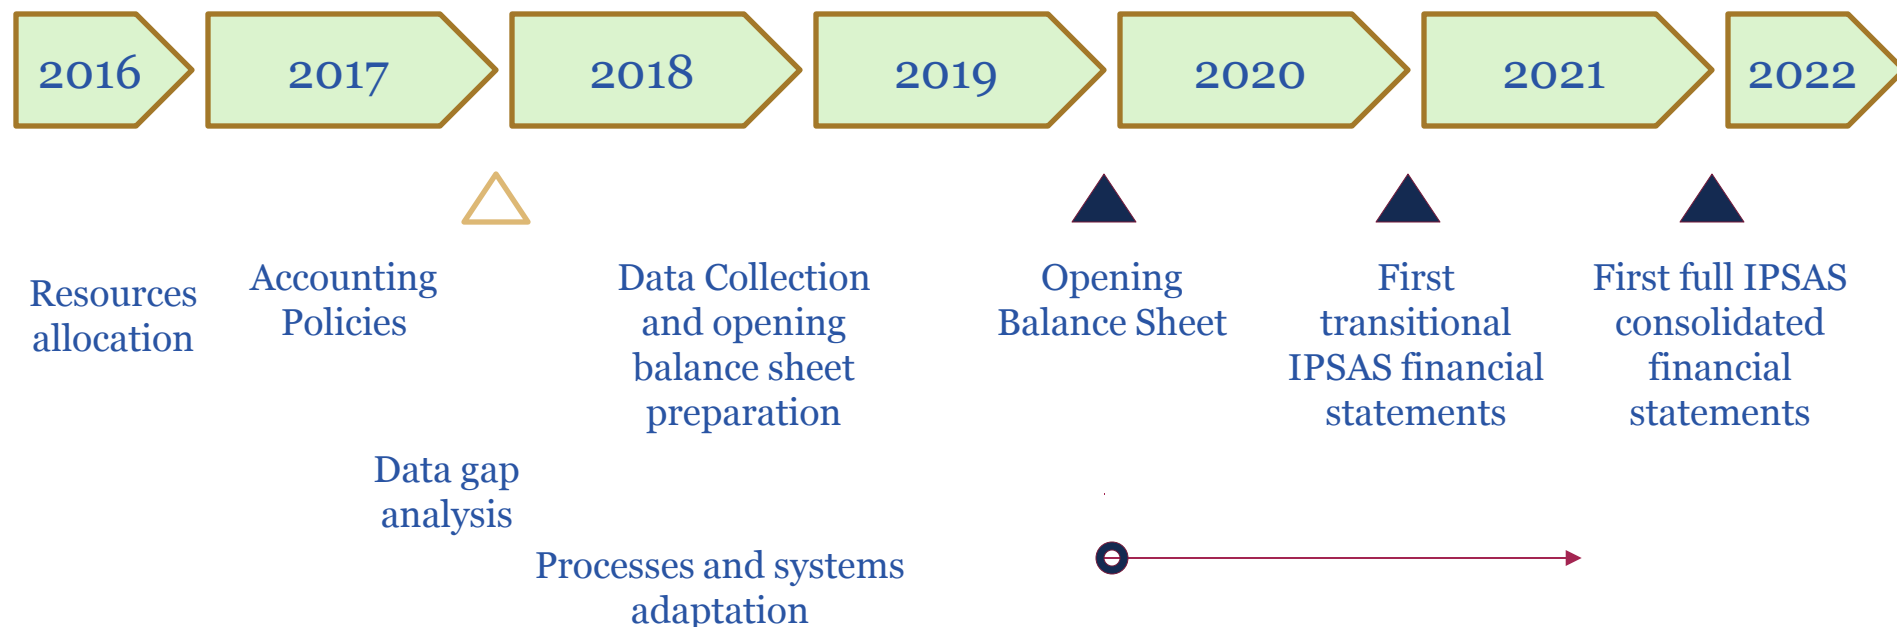 2016
2017
2018
2019
2020
2021
2022
Resources
allocation
Accounting
Policies
Data Collection
and opening
balance sheet
preparation
Opening
Balance Sheet
First
transitional
IPSAS financial
statements
First full IPSAS
consolidated
financial
statements
Data gap
analysis
Processes and systems
adaptation